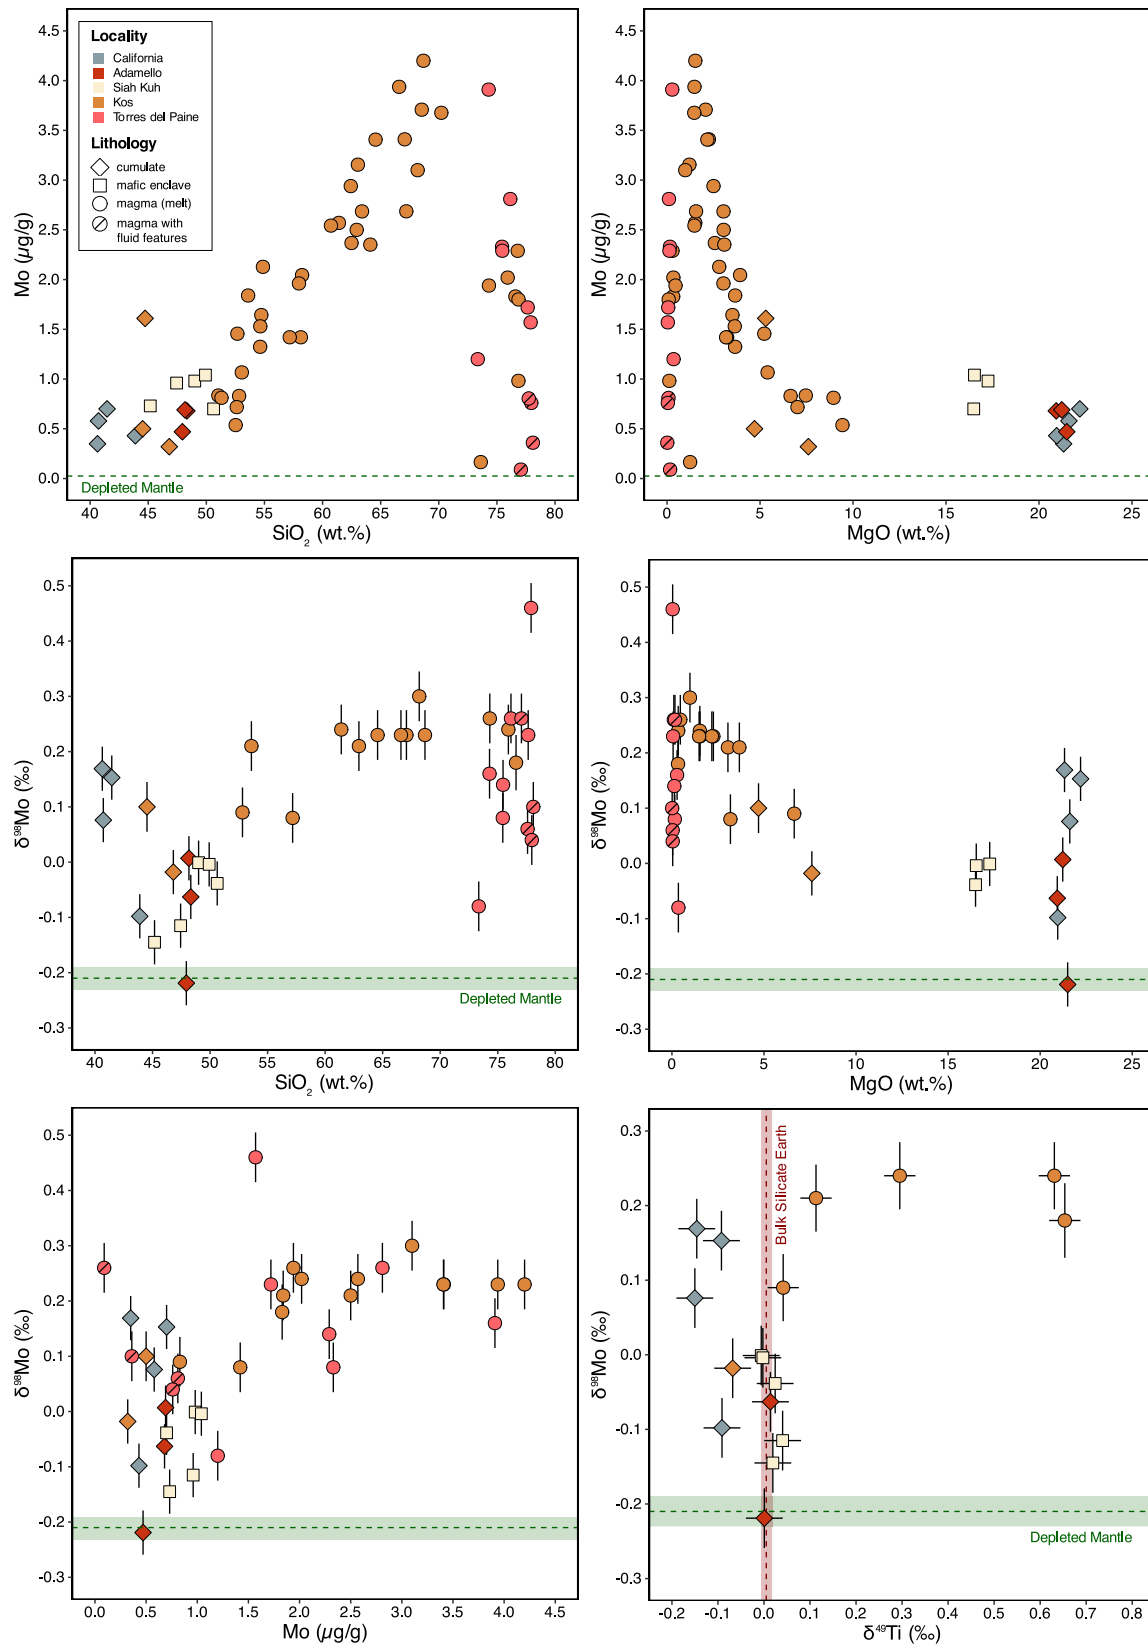 4.5
4.0
3.5
3.0
2.5
2.0
1.5
1.0
0.5
0.0
Mo (µg/g)
Locality
California
Adamello
Siah Kuh
Kos
Torres del Paine
Lithology
cumulate
mafic enclave
magma (melt)
magma with
fluid features
Depleted Mantle
40 45 50 55 60 65 70 75 80
SiO₂ (wt.%)
4.5
4.0
3.5
3.0
2.5
2.0
1.5
1.0
0.5
0.0
Mo (µg/g)
0 5 10 15 20 25
MgO (wt.%)
0.5
0.4
0.3
0.2
0.1
0.0
-0.1
-0.2
-0.3
δ⁹⁸Mo (‰)
Depleted Mantle
40 45 50 55 60 65 70 75 80
SiO₂ (wt.%)
0.5
0.4
0.3
0.2
0.1
0.0
-0.1
-0.2
-0.3
δ⁹⁸Mo (‰)
0 5 10 15 20 25
MgO (wt.%)
0.5
0.4
0.3
0.2
0.1
0.0
-0.1
-0.2
-0.3
δ⁹⁸Mo (‰)
0.0 0.5 1.0 1.5 2.0 2.5 3.0 3.5 4.0 4.5
Mo (µg/g)
0.3
0.2
0.1
0.0
-0.1
-0.2
-0.3
δ⁹⁸Mo (‰)
Bulk Silicate Earth
Depleted Mantle
-0.2 -0.1 0.0 0.1 0.2 0.3 0.4 0.5 0.6 0.7 0.8
δ⁴⁹Ti (‰)